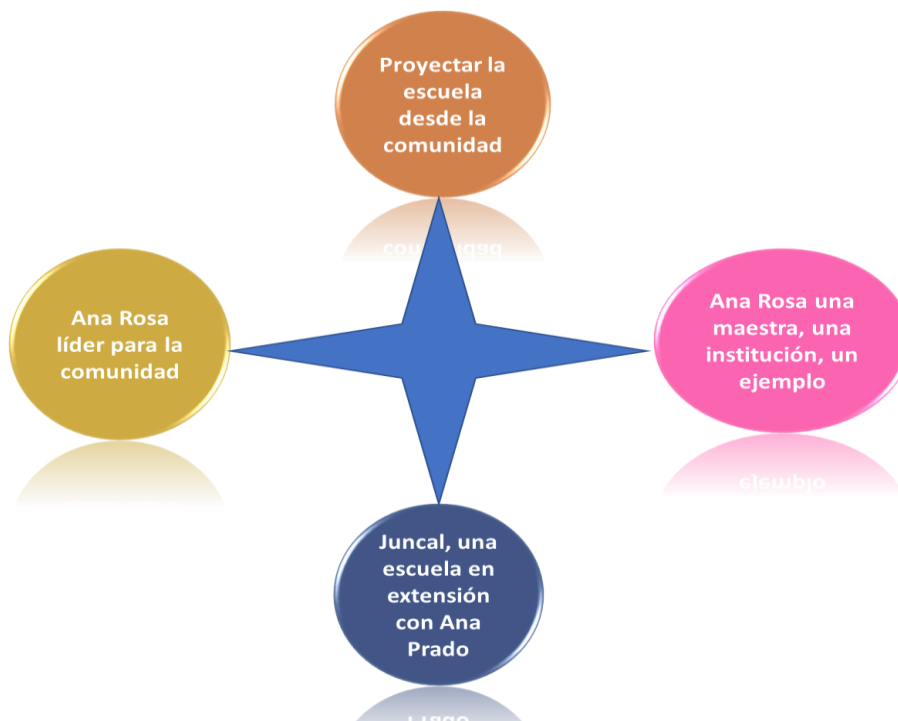 Proyectar la
escuela
desde la
comunidad
Ana Rosa
líder para la
comunidad
Ana Rosa una
maestra, una
institución, un
ejemplo
Juncal, una
escuela en
extensión
con Ana
Prado